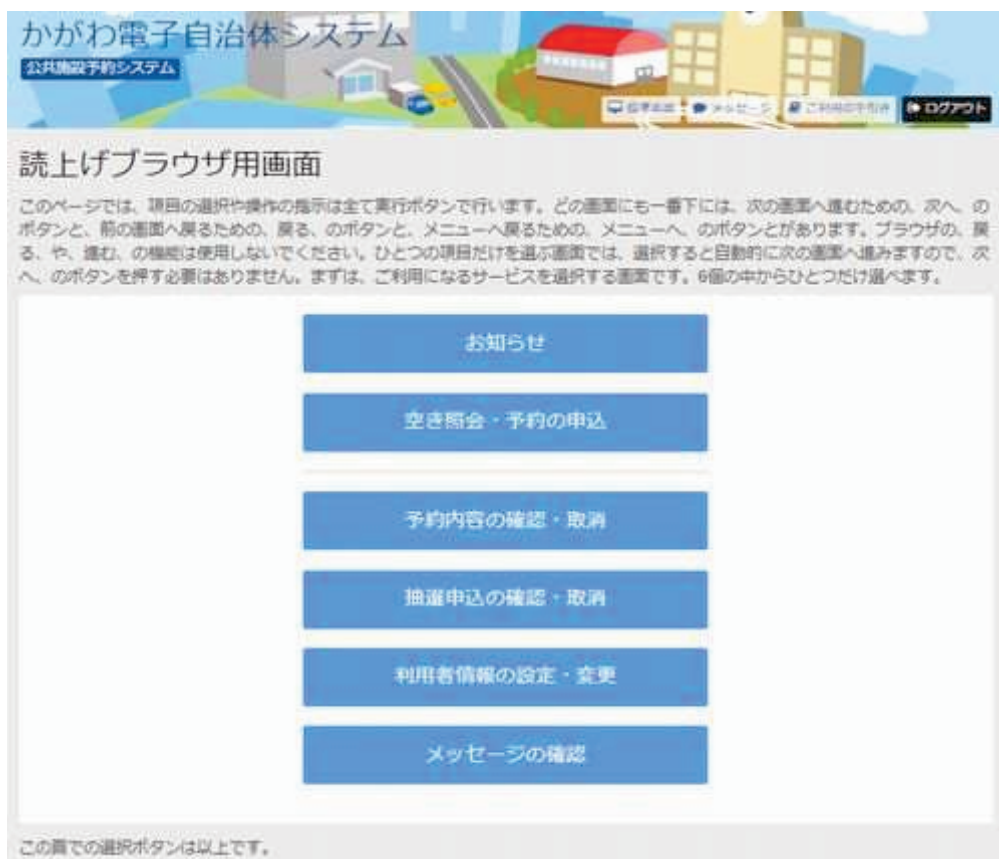 かがわ電子自治体システム
公共施設予約システム
標準画面 メッセージ ご利用の手引き ログアウト
読上げブラウザ用画面
このページでは、項目の選択や操作の指示は全て実行ボタンで行います。どの画面にも一番下には、次の画面へ進むための、次へ、の
ボタンと、前の画面へ戻るための、戻る、のボタンと、メニューへ戻るための、メニューへ、のボタンとがあります。ブラウザの、戻
る、や、進む、の機能は使用しないでください。ひとつの項目だけを選ぶ画面では、選択すると自動的に次の画面へ進みますので、次
へ、のボタンを押す必要はありません。まずは、ご利用になるサービスを選択する画面です。6個の中からひとつだけ選べます。
お知らせ
空き照会・予約の申込
予約内容の確認・取消
抽選申込の確認・取消
利用者情報の設定・変更
メッセージの確認
この頁での選択ボタンは以上です。